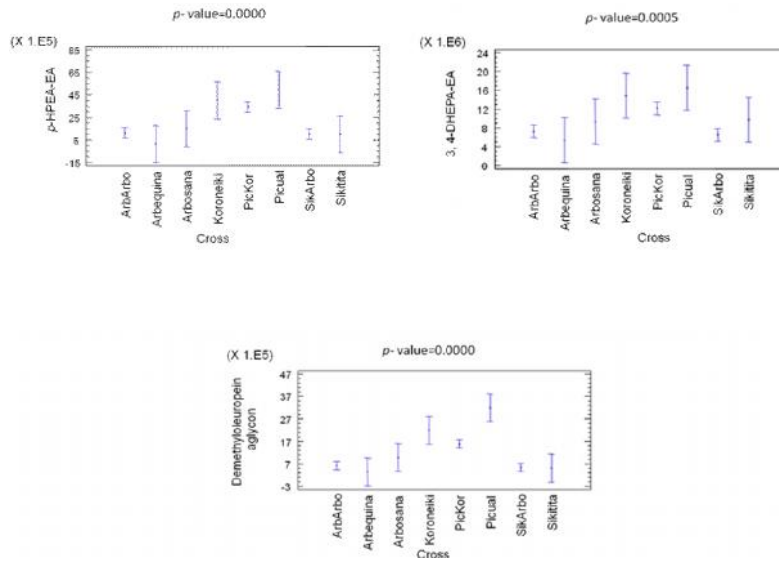 p- value=0.0000
(X 1.E5)
p-HPEA-EA
85
65
45
25
5
-15
ArbArbo
Arbequina
Arbosana
Koroneiki
PicKor
Picual
SikArbo
Sikitita
Cross
p- value=0.0005
(X 1.E6)
3, 4-DHEPA-EA
24
20
16
12
8
4
0
ArbArbo
Arbequina
Arbosana
Koroneiki
PicKor
Picual
SikArbo
Sikitita
Cross
p- value=0.0000
(X 1.E5)
Demethyloleuropein
aglycon
47
37
27
17
7
-3
ArbArbo
Arbequina
Arbosana
Koroneiki
PicKor
Picual
SikArbo
Sikitita
Cross